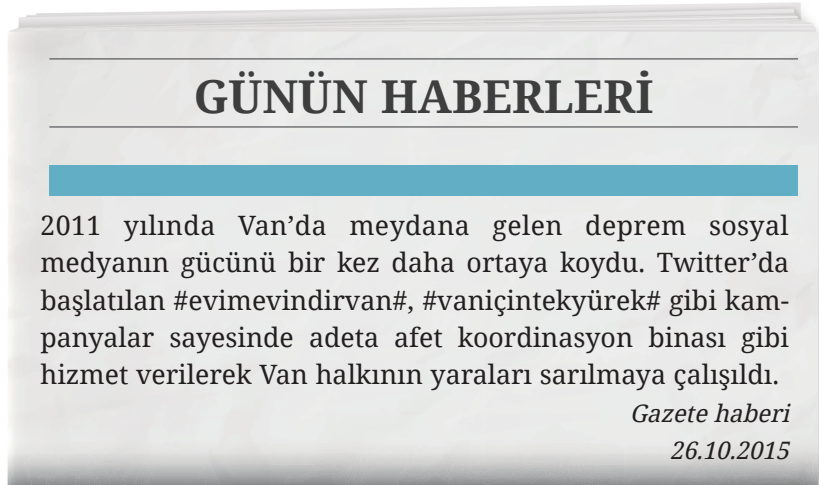 GÜNÜN HABERLERİ
2011 yılında Van’da meydana gelen deprem sosyal
medyanın gücünü bir kez daha ortaya koydu. Twitter’da
başlatılan #evimevindirvan#, #vaniçintekyürek# gibi kam-
panyalar sayesinde adeta afet koordinasyon binası gibi
hizmet verilerek Van halkının yaraları sarılmaya çalışıldı.
Gazete haberi
26.10.2015